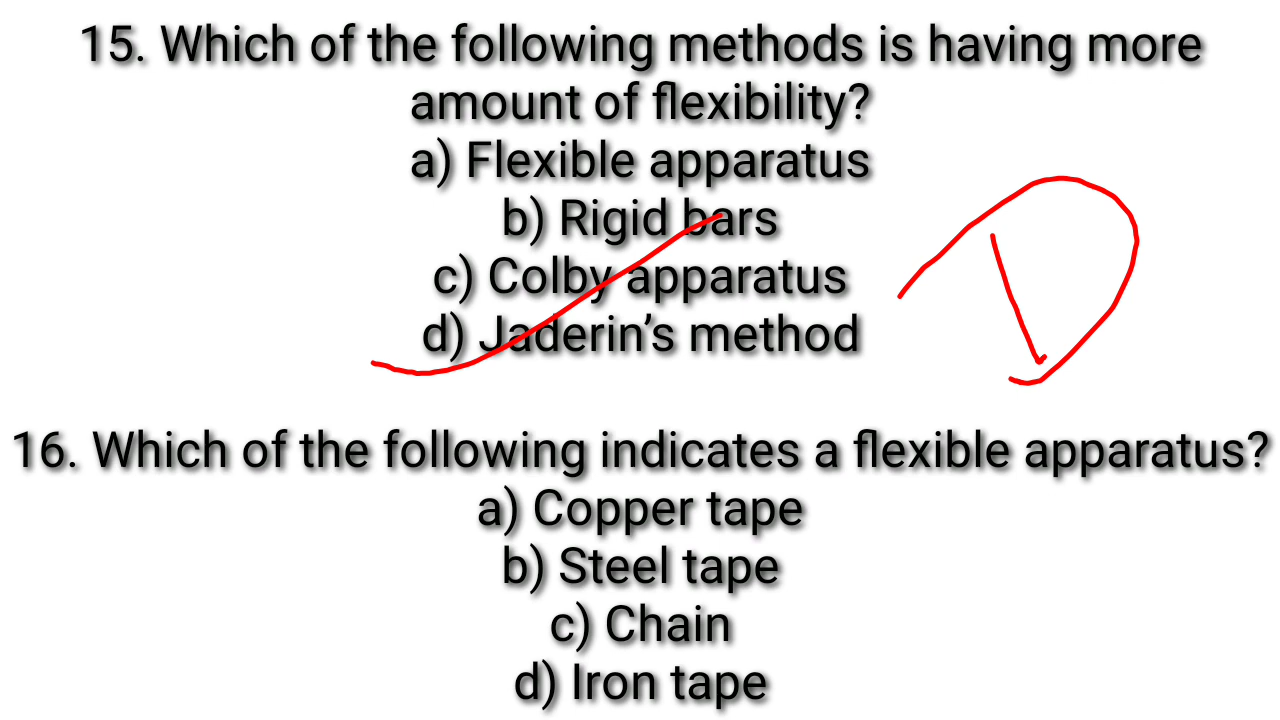 15. Which of the following methods is having more
amount of flexibility?
a) Flexible apparatus
b) Rigid bars
c) Colby apparatus
d) Jaderin’s method
D
16. Which of the following indicates a flexible apparatus?
a) Copper tape
b) Steel tape
c) Chain
d) Iron tape